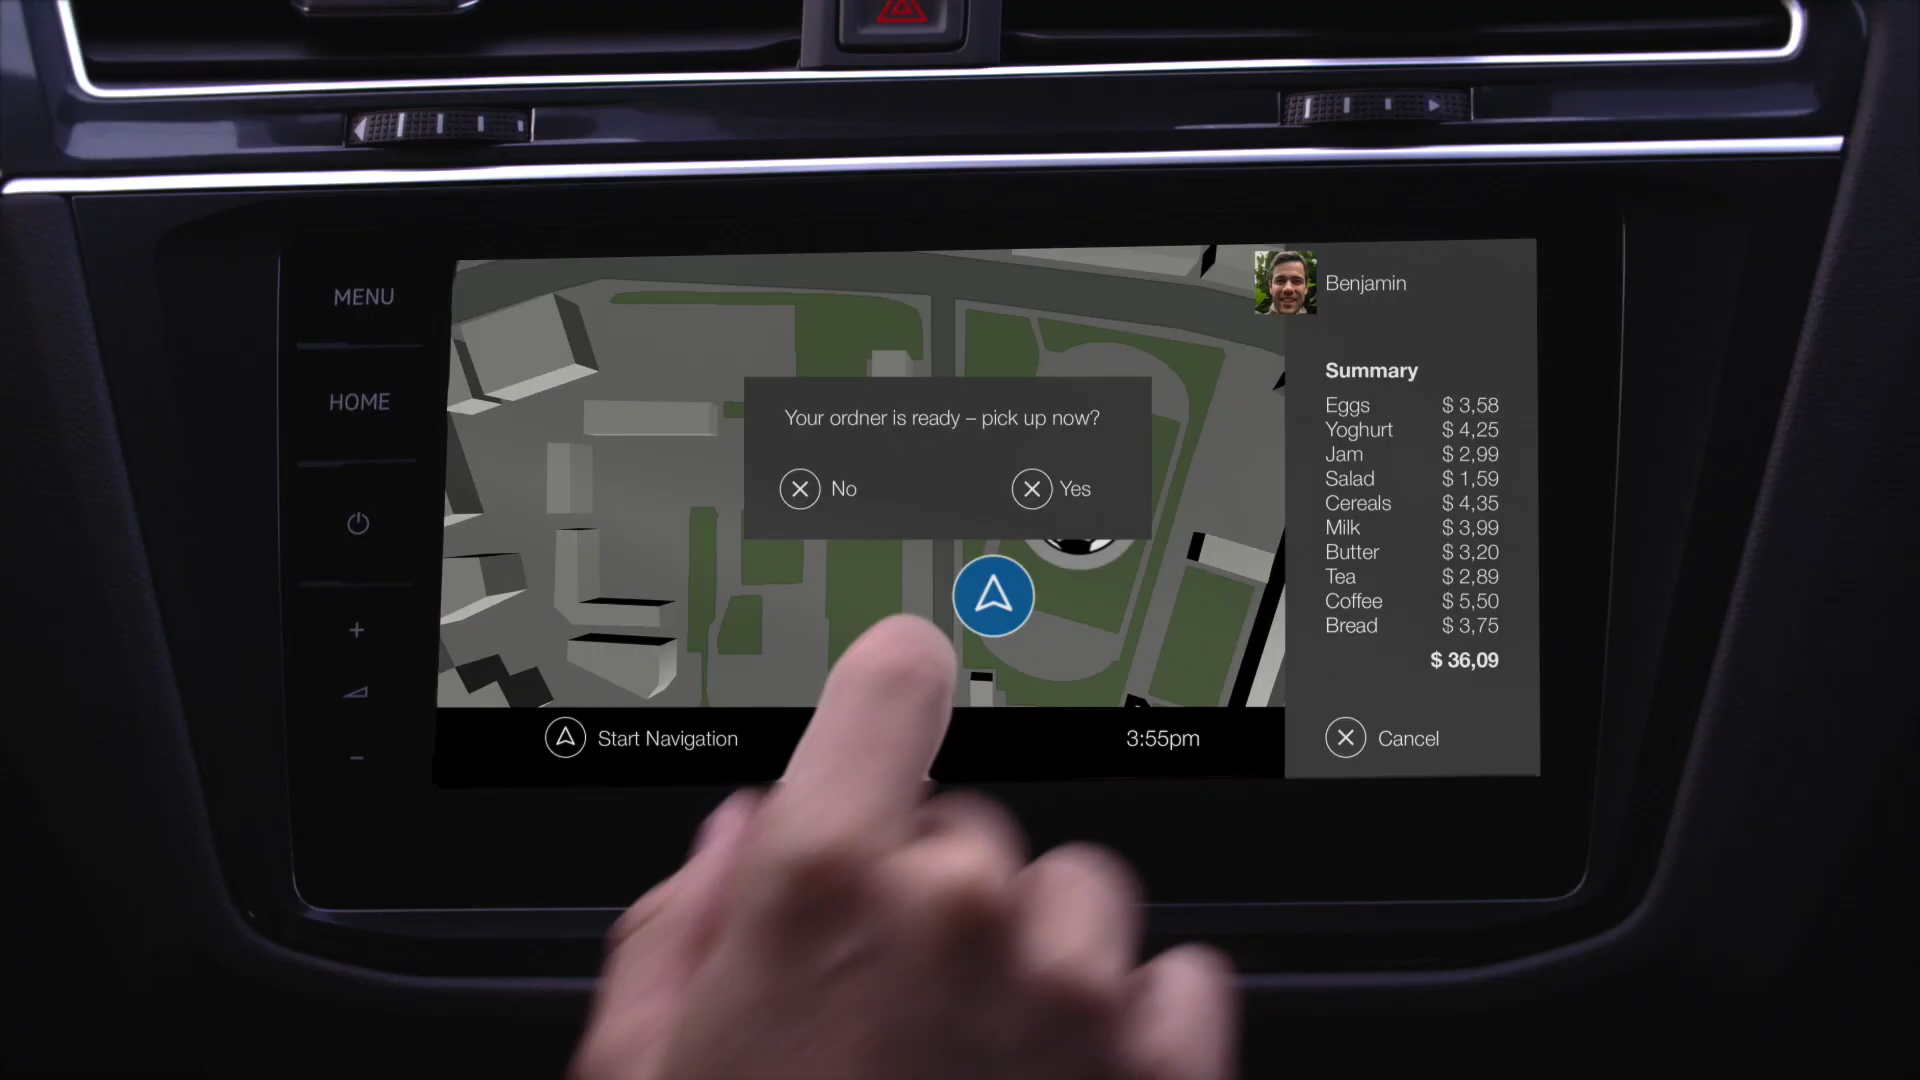 MENU
HOME
Benjamin
Your ordner is ready – pick up now?
No
Yes
Summary
Eggs $ 3,58
Yoghurt $ 4,25
Jam $ 2,99
Salad $ 1,59
Cereals $ 4,35
Milk $ 3,99
Butter $ 3,20
Tea $ 2,89
Coffee $ 5,50
Bread $ 3,75
$ 36,09
Start Navigation
3:55pm
Cancel